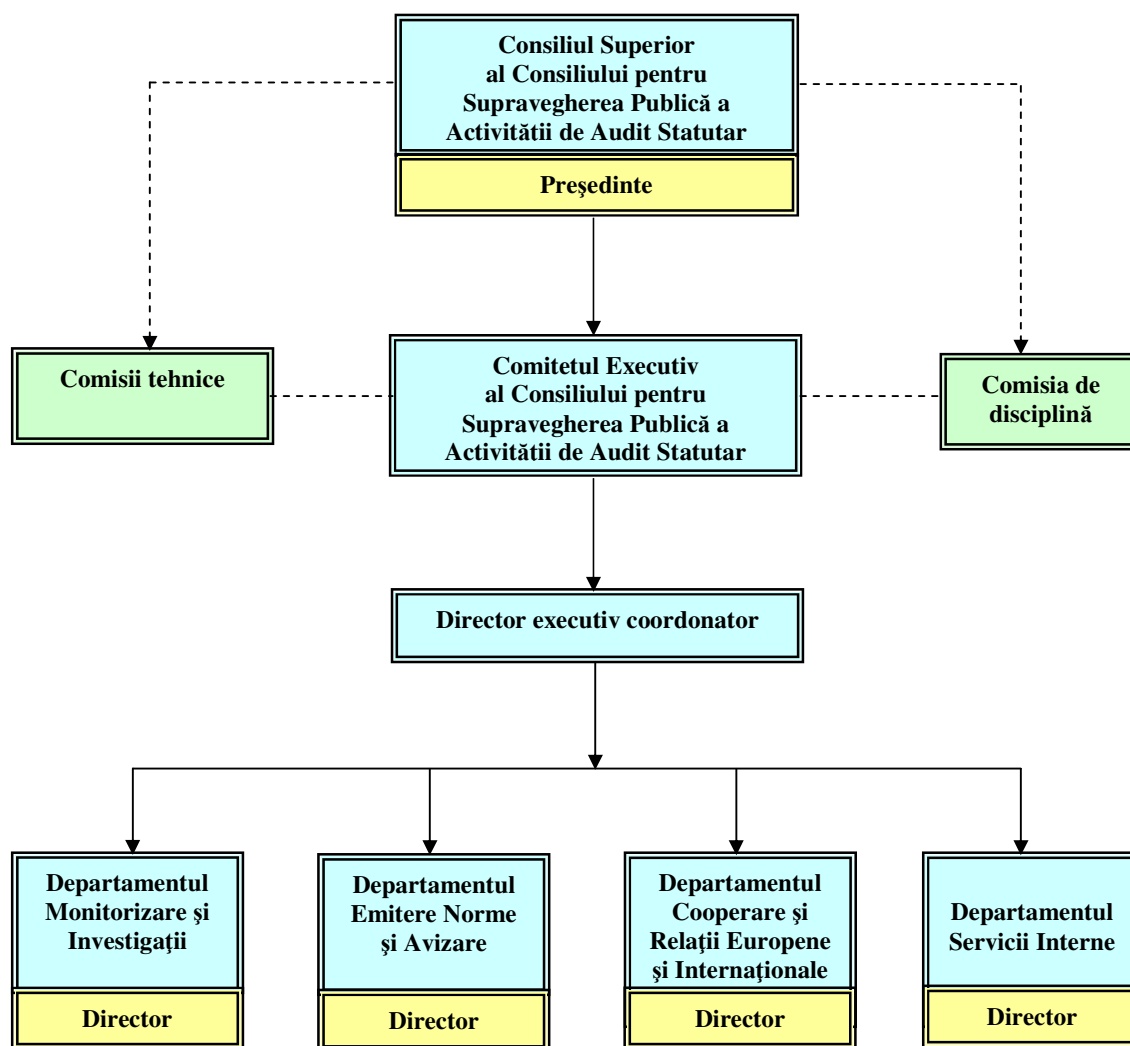 Consiliul Superior
al Consiliului pentru
Supravegherea Publică a
Activităţii de Audit Statutar
Preşedinte
Comisii tehnice
Comitetul Executiv
al Consiliului pentru
Supravegherea Publică a
Activităţii de Audit Statutar
Comisia de
disciplină
Director executiv coordonator
Departamentul
Monitorizare şi
Investigaţii
Director
Departamentul
Emitere Norme
şi Avizare
Director
Departamentul
Cooperare şi
Relaţii Europene
şi Internaţionale
Director
Departamentul
Servicii Interne
Director